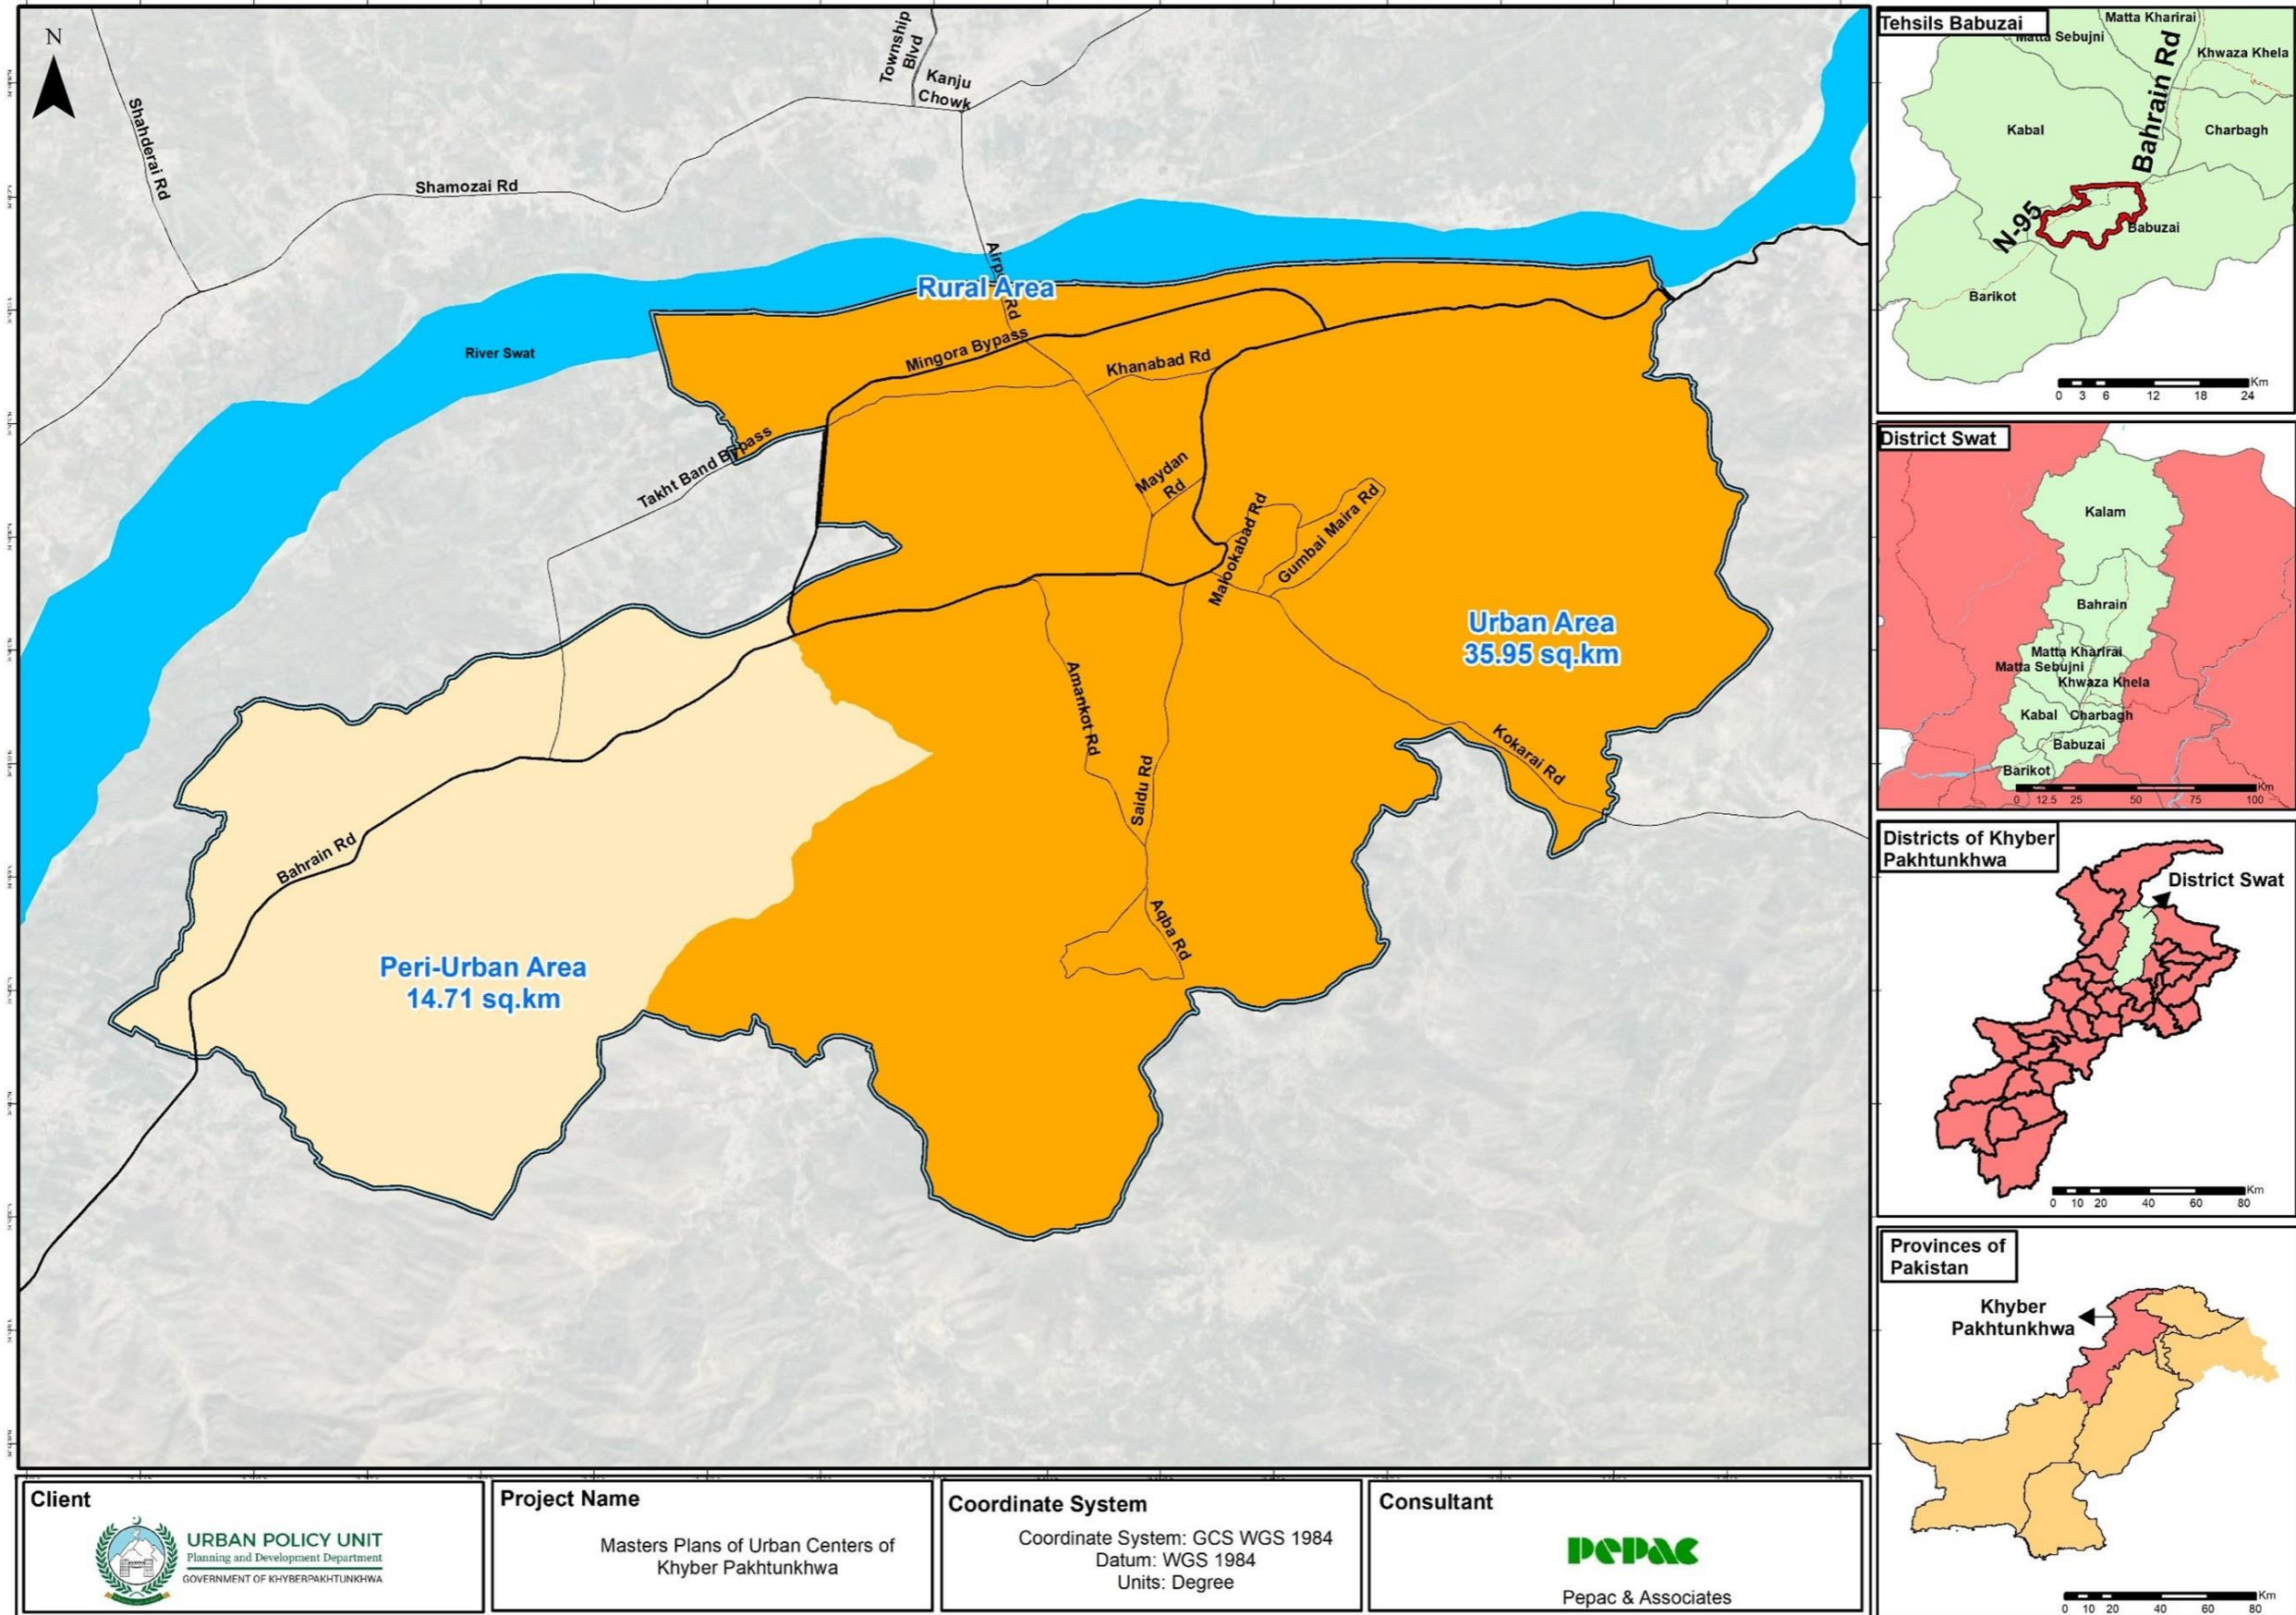 N
Shahderai Rd
Shamozai Rd
Township
Blvd
Kanju
Chowk
Rural Area
River Swat
Mingora Bypass
Khanabad Rd
Takht Band Bypass
Maydan
Rd
Malookabad Rd
Gumbai Maira Rd
Urban Area
35.95 sq.km
Amankot Rd
Saidu Rd
Kokarai Rd
Bahrain Rd
Aqba Rd
Peri-Urban Area
14.71 sq.km
Tehsils Babuzai
Matta Kharirai
Matta Sebujni
Khwaza Khela
Bahrain Rd
Kabal
Charbagh
N-95
Babuzai
Barikot
Km
0 3 6 12 18 24
District Swat
Kalam
Bahrain
Matta Kharirai
Matta Sebujni
Khwaza Khela
Kabal
Charbagh
Babuzai
Barikot
Km
0 12.5 25 50 75 100
Districts of Khyber
Pakhtunkhwa
District Swat
Km
0 10 20 40 60 80
Provinces of
Pakistan
Khyber
Pakhtunkhwa
Km
0 10 20 40 60 80
Client
URBAN POLICY UNIT
Planning and Development Department
GOVERNMENT OF KHYBERPAKHTUNKHWA
Project Name
Masters Plans of Urban Centers of
Khyber Pakhtunkhwa
Coordinate System
Coordinate System: GCS WGS 1984
Datum: WGS 1984
Units: Degree
Consultant
pepac
Pepac & Associates